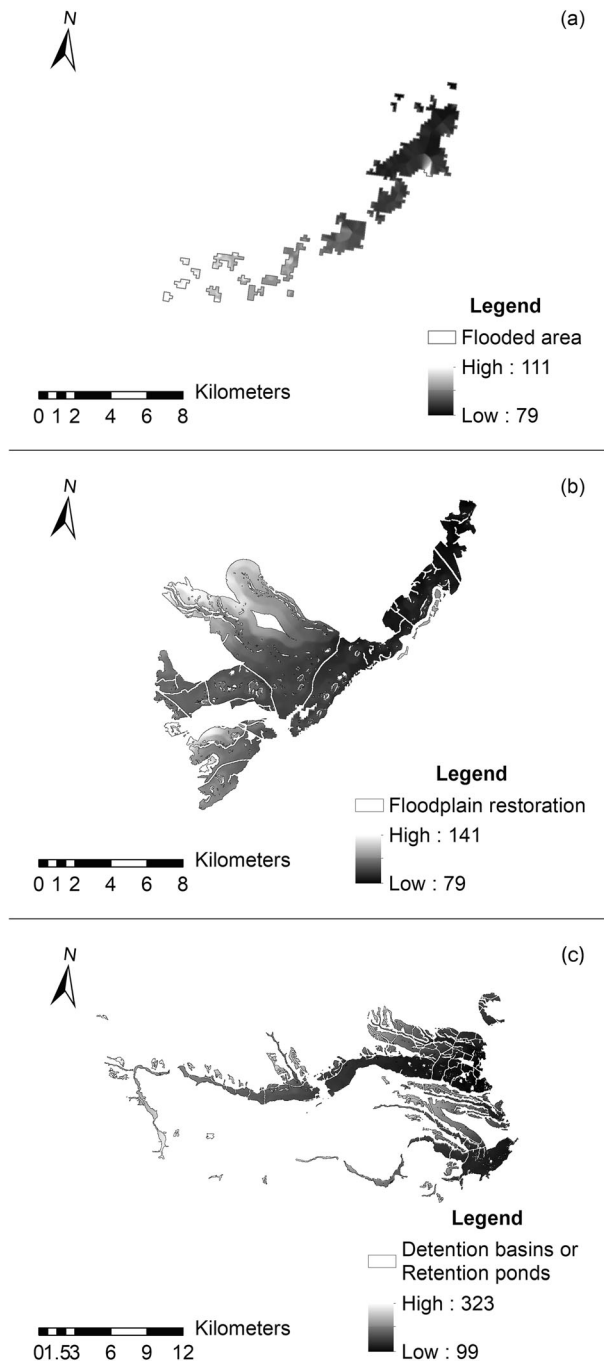 N
(a)
Legend
Flooded area
High : 111
Low : 79
Kilometers
0 1 2 4 6 8
N
(b)
Legend
Floodplain restoration
High : 141
Low : 79
Kilometers
0 1 2 4 6 8
N
(c)
Legend
Detention basins or
Retention ponds
High : 323
Low : 99
Kilometers
01.53 6 9 12